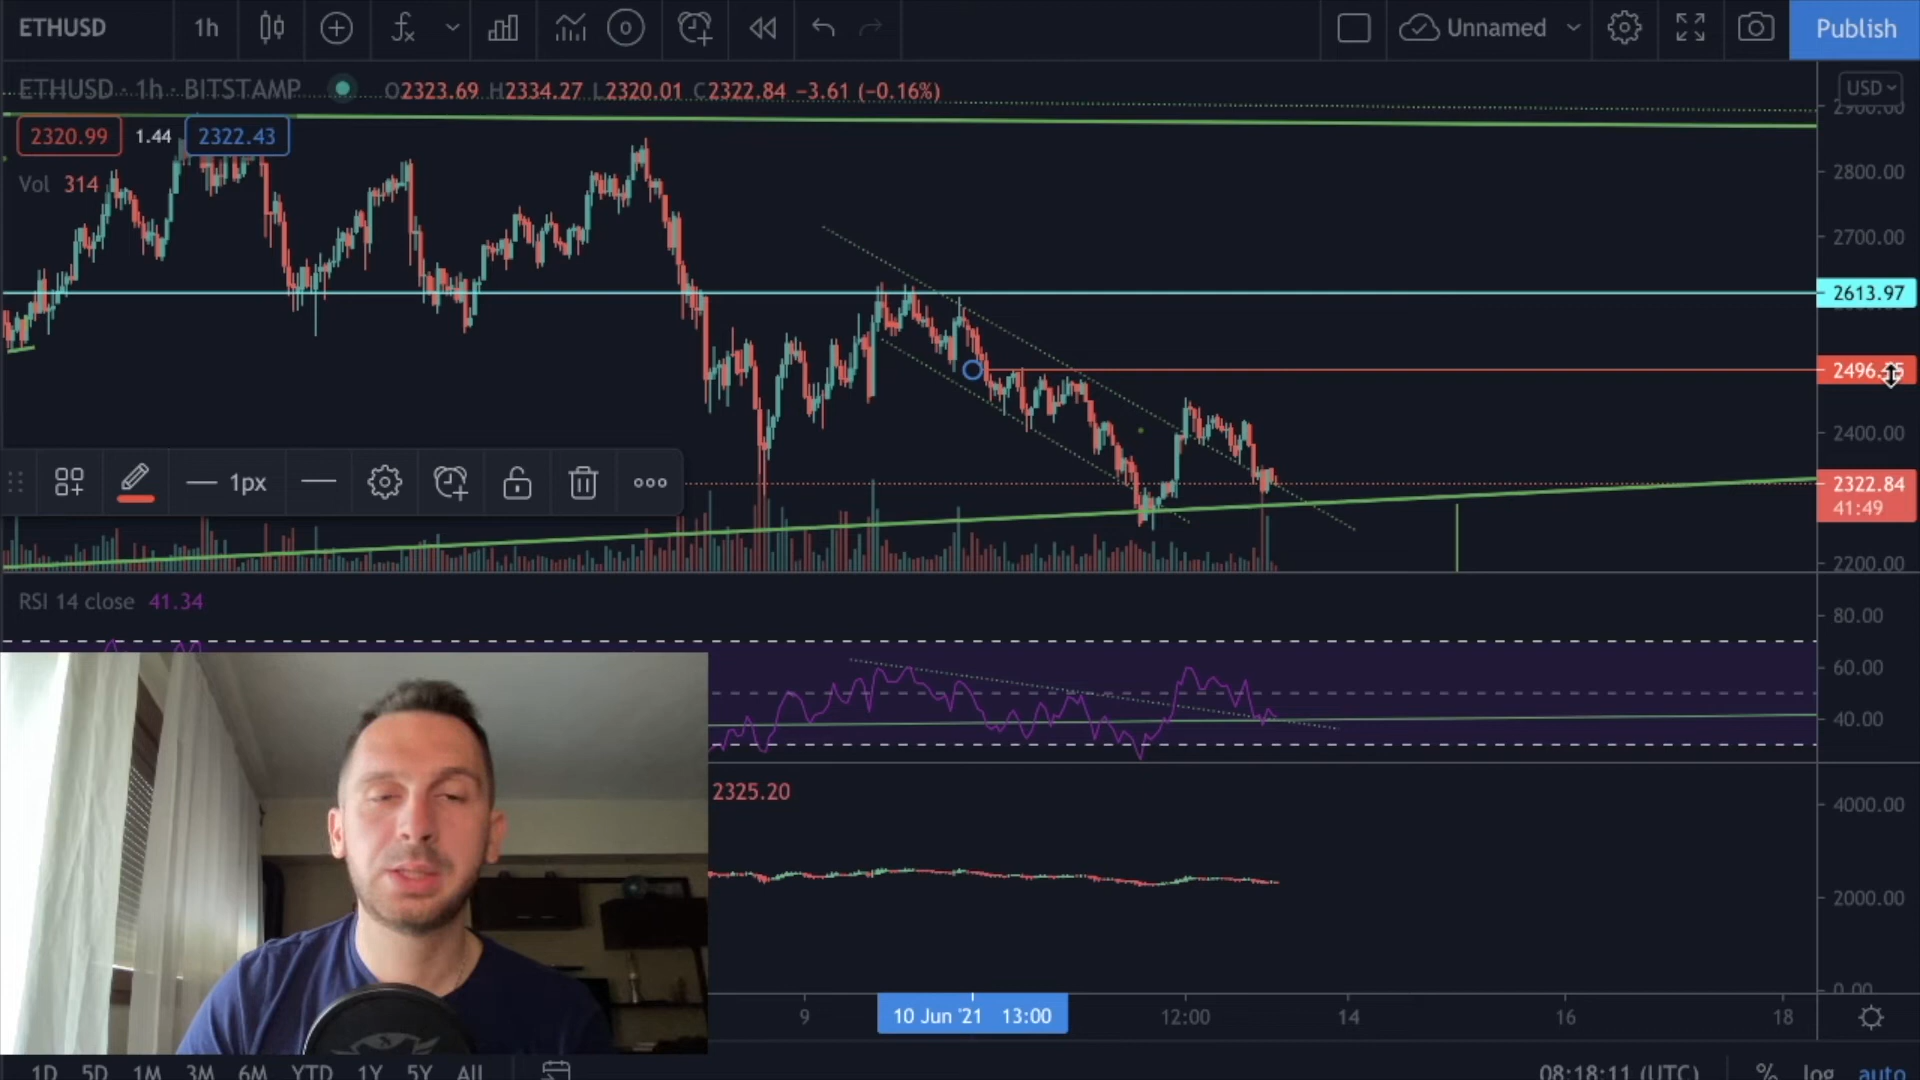 ETHUSD 1h Unnamed Publish
ETHUSD · 1h · BITSTAMP O2323.69 H2334.27 L2320.01 C2322.84 −3.61 (−0.16%) USD
2900.00
2320.99 1.44 2322.43
2800.00
Vol 314
2700.00
2613.97
2400.00
1px
2322.84
41:49
2200.00
RSI 14 close 41.34
80.00
60.00
40.00
2325.20
4000.00
2000.00
0.00
9 10 Jun '21 13:00 12:00 14 16 18
1D 5D 1M 3M 6M YTD 1Y 5Y All 08:18:11 (UTC) % log auto